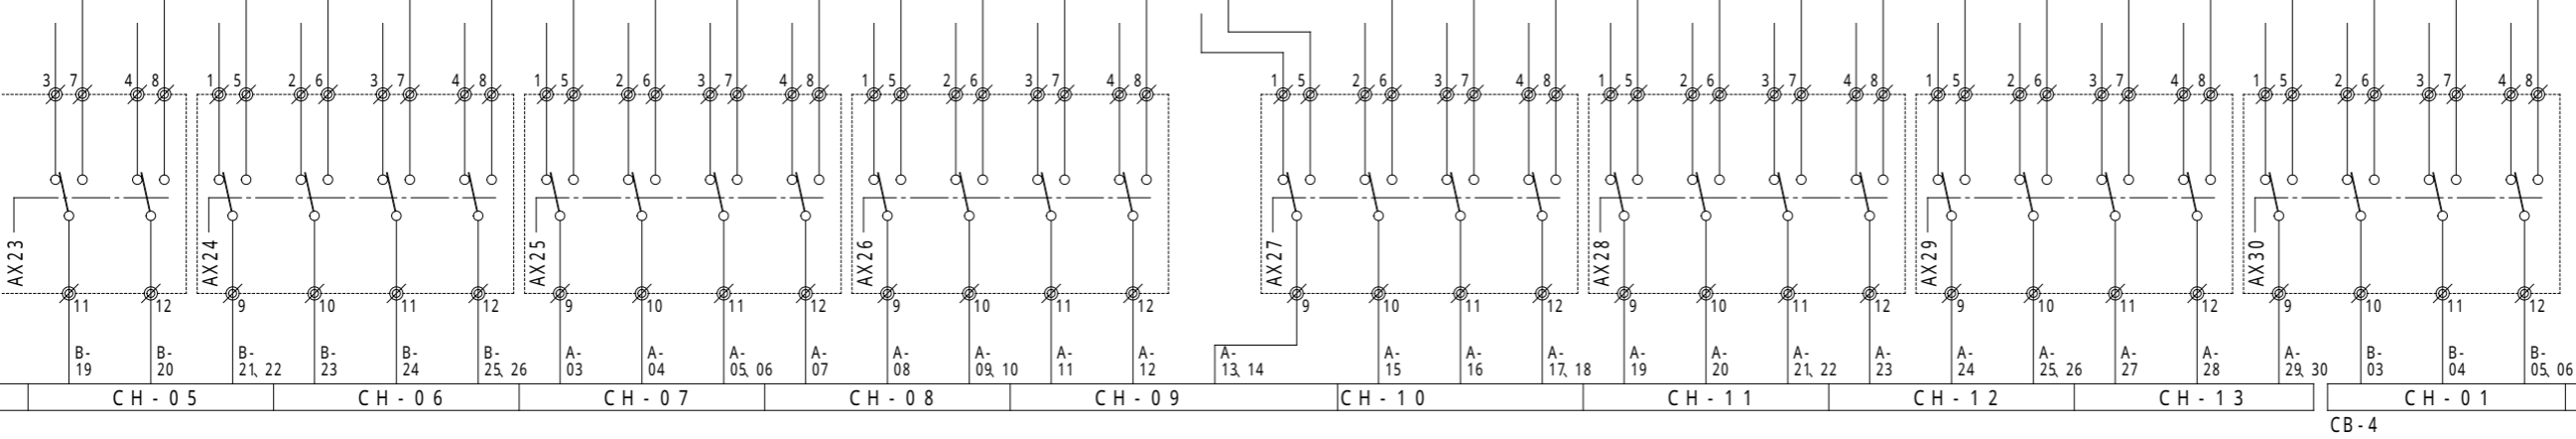 3 7 4 8 1 5 2 6 3 7 4 8 1 5 2 6 3 7 4 8 1 5 2 6 3 7 4 8 1 5 2 6 3 7 4 8 1 5 2 6 3 7 4 8 1 5 2 6 3 7 4 8 1 5 2 6 3 7 4 8
AX23 AX24 AX25 AX26 AX27 AX28 AX29 AX30
11 12 9 10 11 12 9 10 11 12 9 10 11 12 9 10 11 12 9 10 11 12 9 10 11 12 9 10 11 12
B- B- B- B- B- B- A- A- A- A- A- A- A- A- A- A- A- A- A- A- A- A- A- A- A- A- A- B- B- B-
19 20 21, 22 23 24 25, 26 03 04 05, 06 07 08 09, 10 11 12 13, 14 15 16 17, 18 19 20 21, 22 23 24 25, 26 27 28 29, 30 03 04 05, 06
CH-05 CH-06 CH-07 CH-08 CH-09 CH-10 CH-11 CH-12 CH-13 CH-01
CB-4